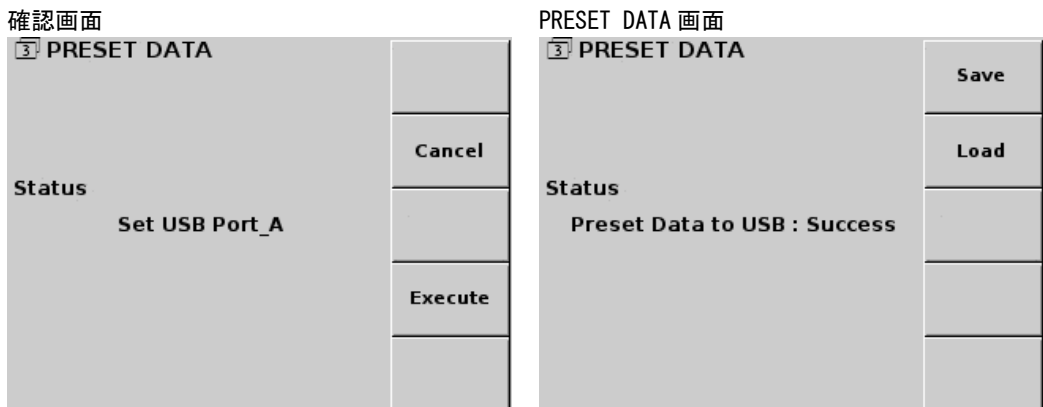 確認画面
3 PRESET DATA
Cancel
Status
Set USB Port_A
Execute
PRESET DATA 画面
3 PRESET DATA
Save
Load
Status
Preset Data to USB : Success